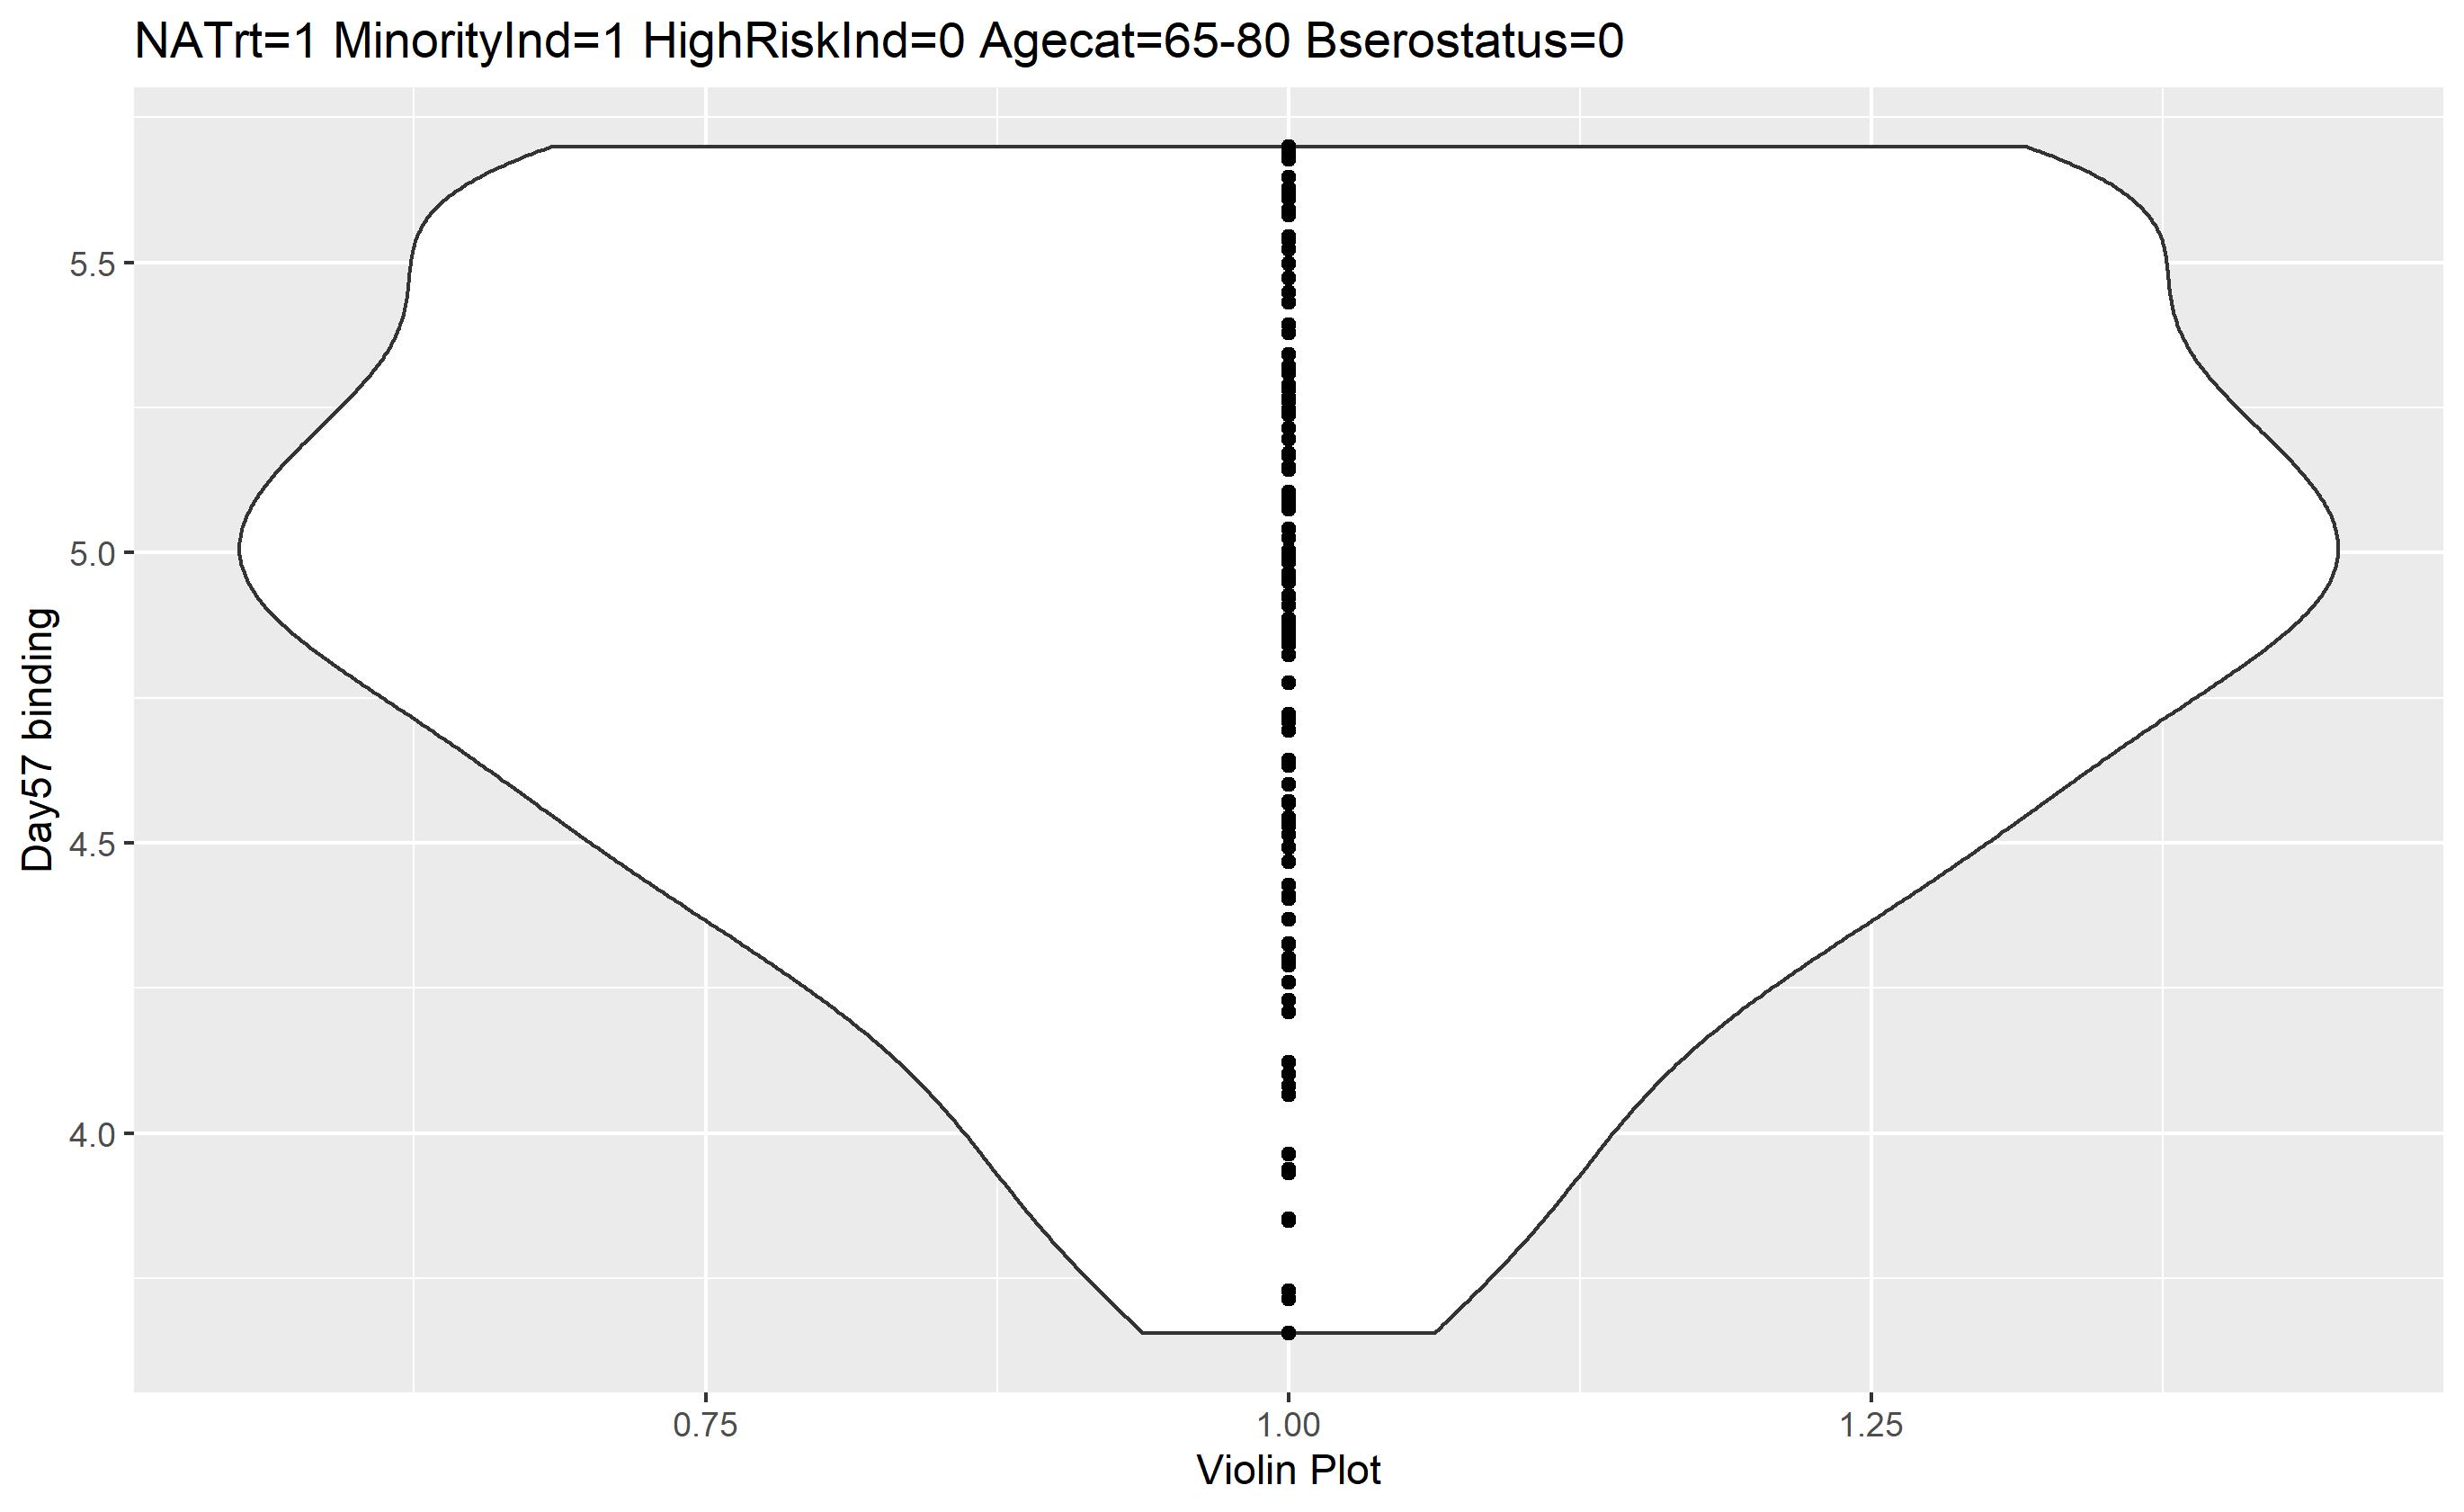 NATrt=1 MinorityInd=1 HighRiskInd=0 Agecat=65-80 Bserostatus=0
Day57 binding
5.5
5.0
4.5
4.0
0.75
1.00
1.25
Violin Plot